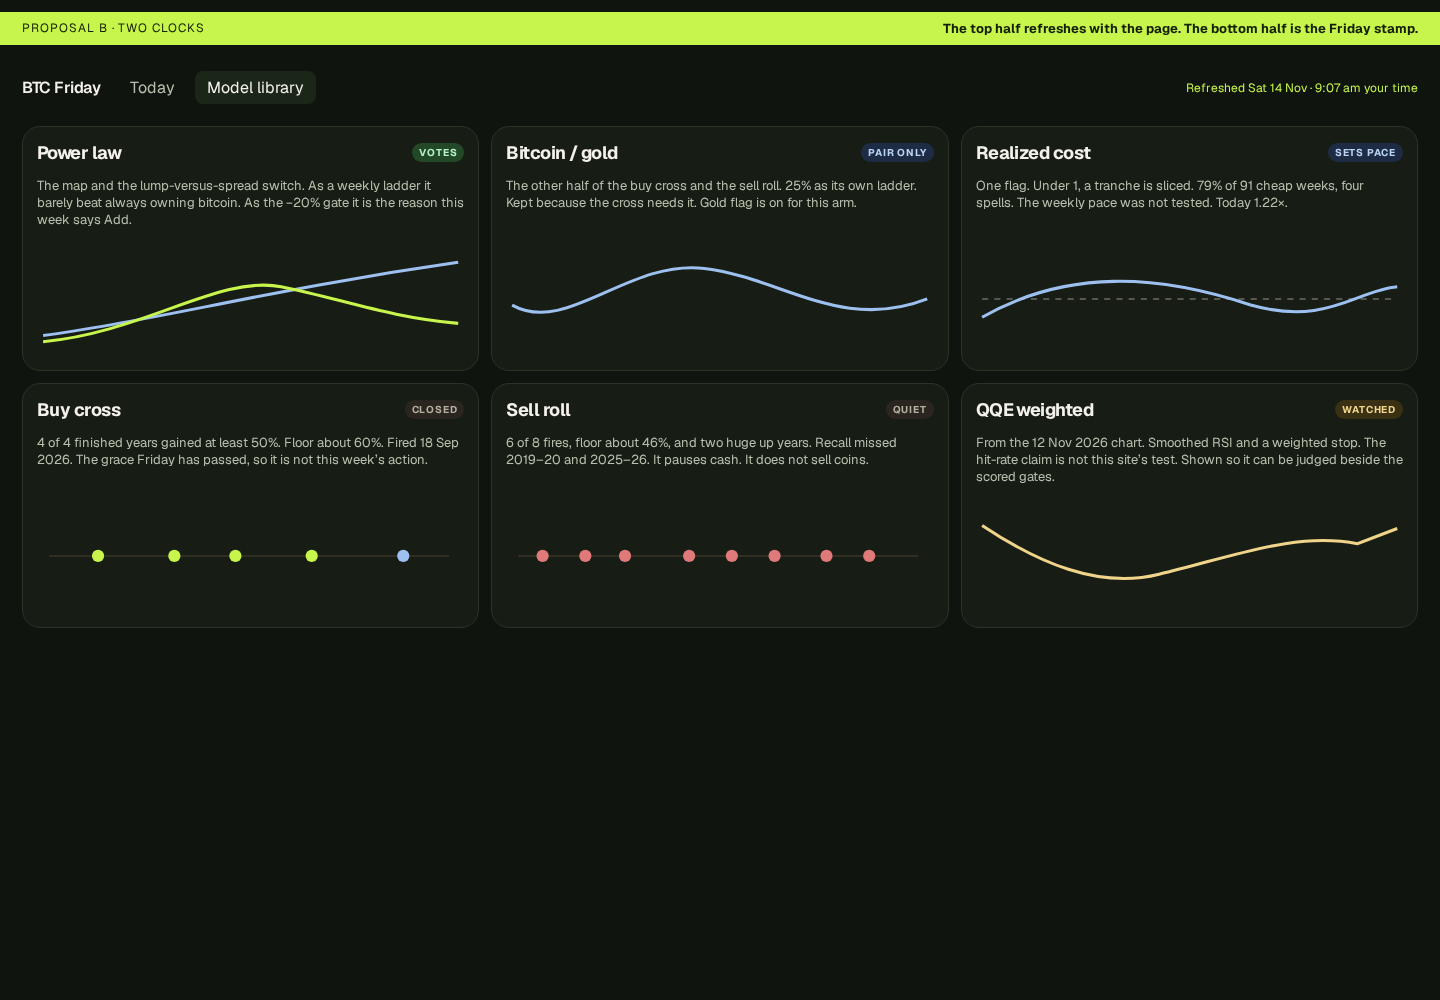 PROPOSAL B · TWO CLOCKS
The top half refreshes with the page. The bottom half is the Friday stamp.
BTC Friday
Today
Model library
Refreshed Sat 14 Nov · 9:07 am your time
Power law
VOTES
The map and the lump-versus-spread switch. As a weekly ladder it
barely beat always owning bitcoin. As the −20% gate it is the reason this
week says Add.
Bitcoin / gold
PAIR ONLY
The other half of the buy cross and the sell roll. 25% as its own ladder.
Kept because the cross needs it. Gold flag is on for this arm.
Realized cost
SETS PACE
One flag. Under 1, a tranche is sliced. 79% of 91 cheap weeks, four
spells. The weekly pace was not tested. Today 1.22×.
Buy cross
CLOSED
4 of 4 finished years gained at least 50%. Floor about 60%. Fired 18 Sep
2026. The grace Friday has passed, so it is not this week’s action.
Sell roll
QUIET
6 of 8 fires, floor about 46%, and two huge up years. Recall missed
2019–20 and 2025–26. It pauses cash. It does not sell coins.
QQE weighted
WATCHED
From the 12 Nov 2026 chart. Smoothed RSI and a weighted stop. The
hit-rate claim is not this site’s test. Shown so it can be judged beside the
scored gates.